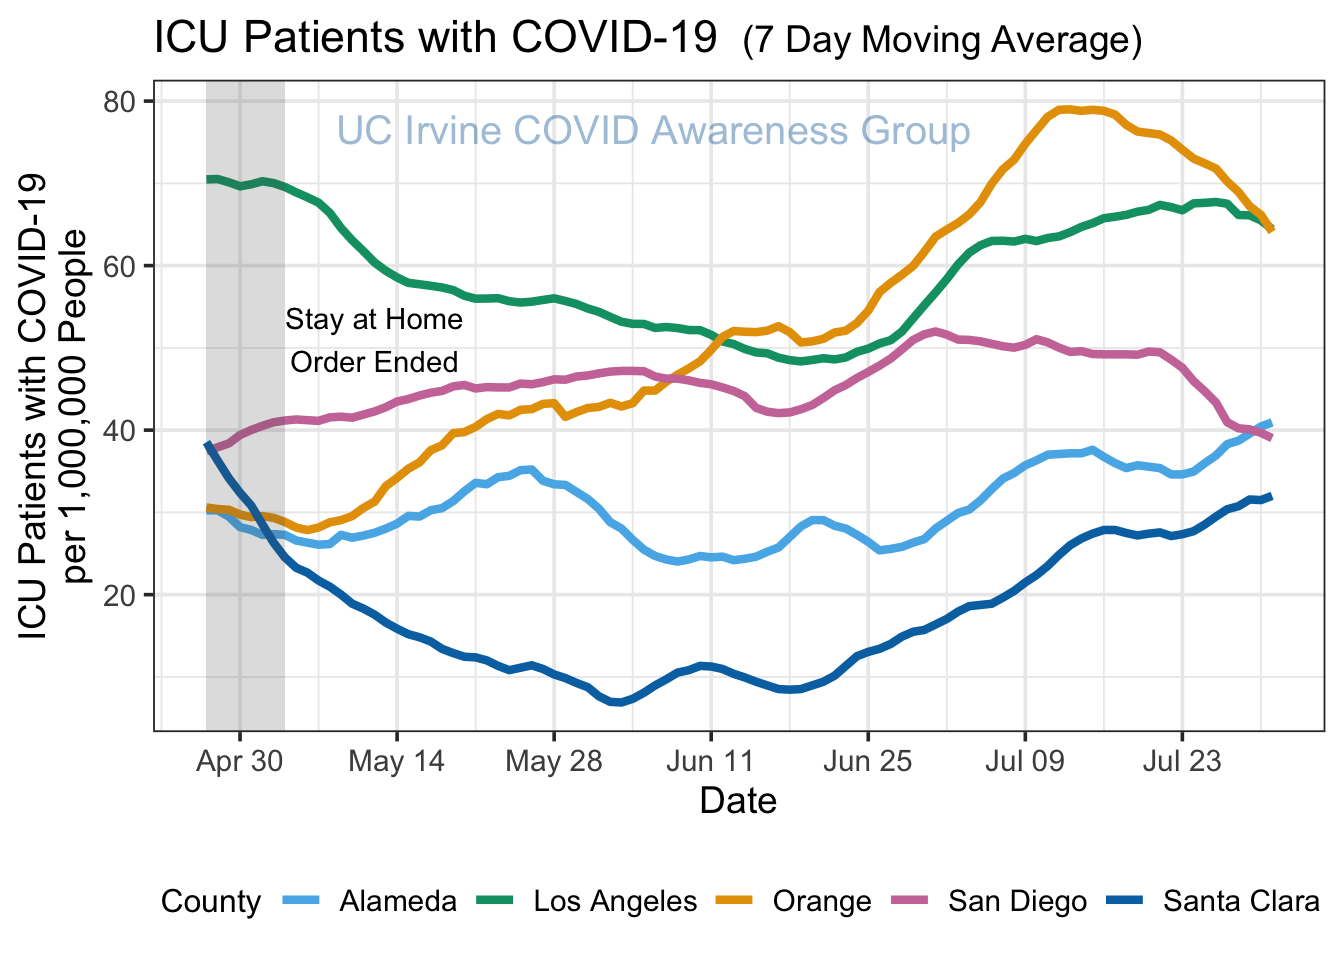 ICU Patients with COVID-19 (7 Day Moving Average)
ICU Patients with COVID-19
per 1,000,000 People
80
60
40
20
UC Irvine COVID Awareness Group
Stay at Home
Order Ended
Apr 30 May 14 May 28 Jun 11 Jun 25 Jul 09 Jul 23
Date
County Alameda Los Angeles Orange San Diego Santa Clara